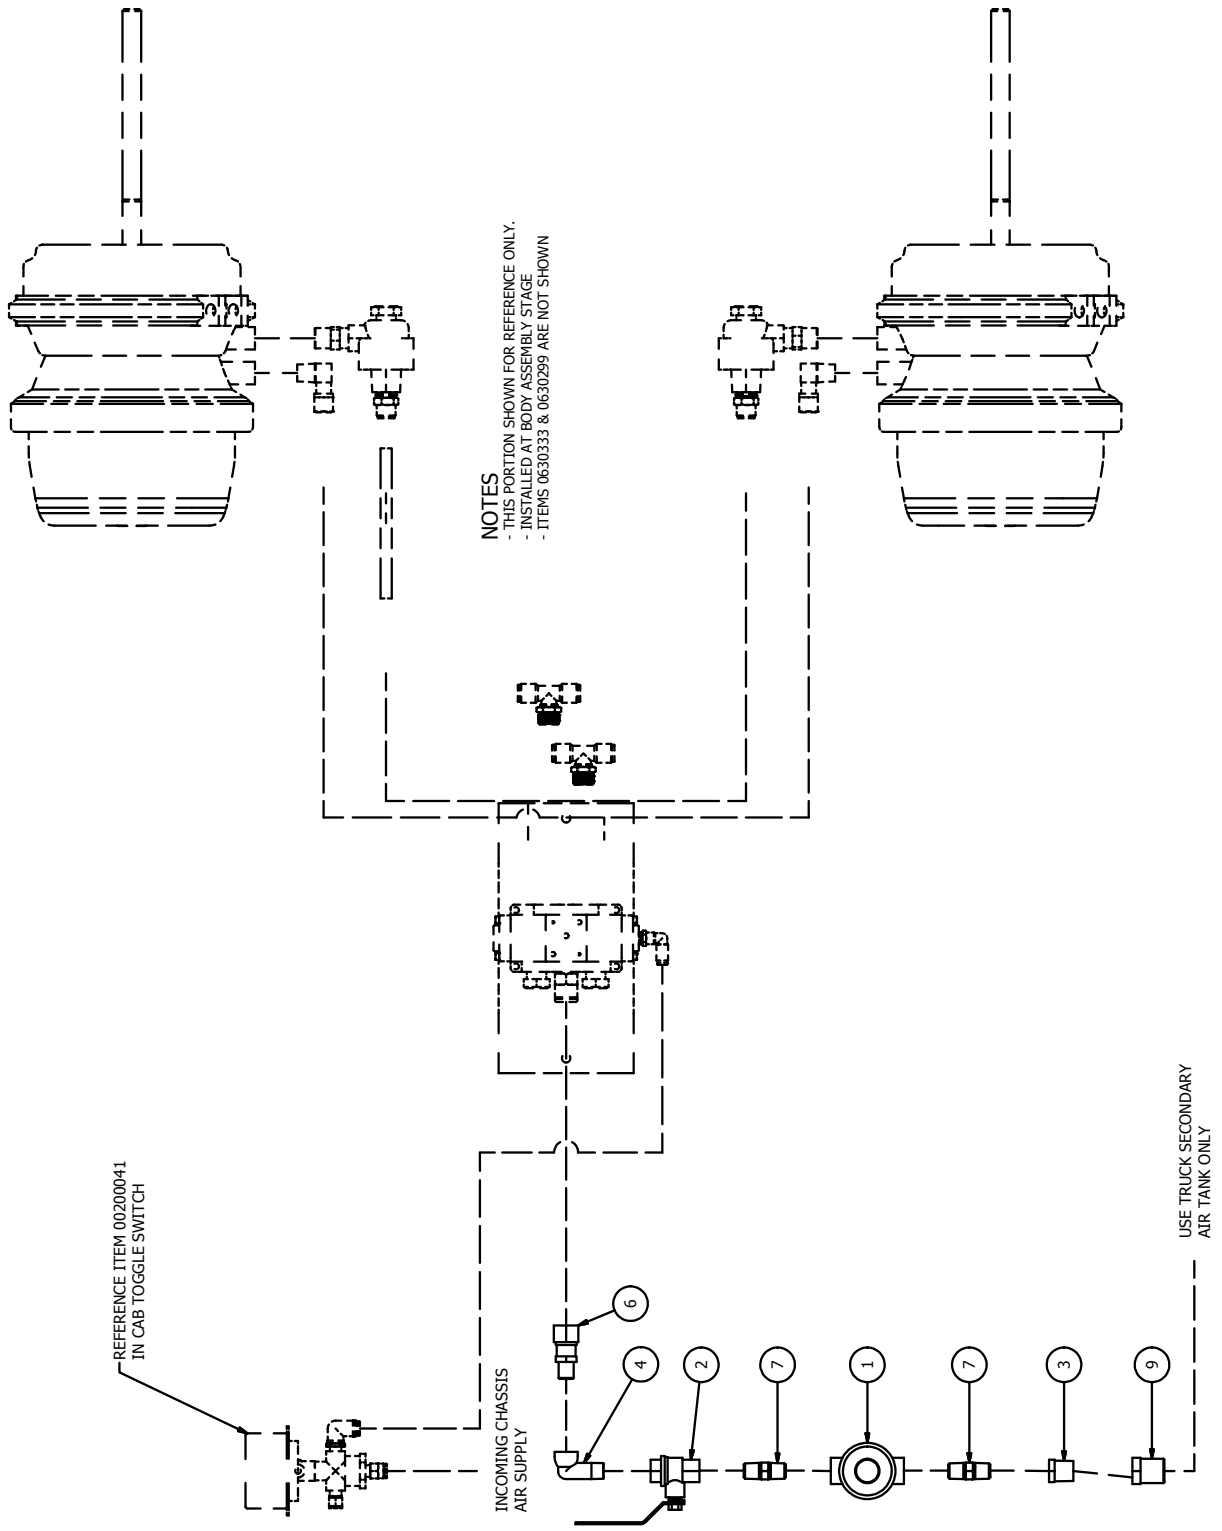 NOTES
- THIS PORTION SHOWN FOR REFERENCE ONLY.
- INSTALLED AT BODY ASSEMBLY STAGE
- ITEMS 0630333 & 0630299 ARE NOT SHOWN
REFERENCE ITEM 00200041
IN CAB TOGGLE SWITCH
INCOMING CHASSIS
AIR SUPPLY
USE TRUCK SECONDARY
AIR TANK ONLY
6
4
2
7
1
7
3
9